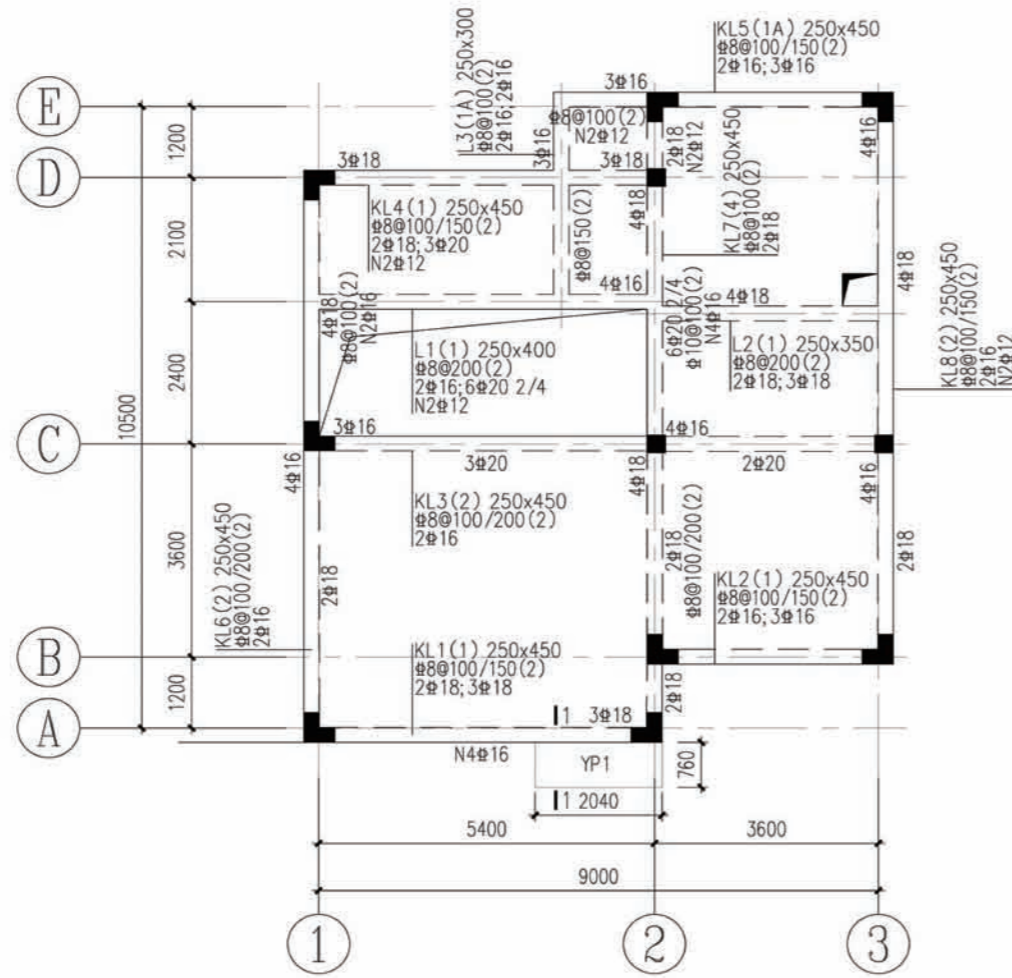 KL5(1A) 250x450
Φ8@100/150(2)
2Φ16;3Φ16
L3(1A) 250x300
Φ8@100(2)
2Φ16;2Φ16
3Φ16
E
Φ8@100(2)
N2Φ12
3Φ16
2Φ18
N2Φ12
4Φ16
1200
D
3Φ18
3Φ18
KL7(4) 250x450
Φ8@100(2)
2Φ18
KL4(1) 250x450
Φ8@100/150(2)
2Φ18;3Φ20
N2Φ12
Φ8@150(2)
4Φ18
4Φ18
2100
4Φ16
4Φ18
4Φ18
Φ8@100(2)
N2Φ16
6Φ20 2/4
Φ10@100(2)
N4Φ16
KL8(2) 250x450
Φ8@100/150(2)
2Φ16
N2Φ12
L1(1) 250x400
Φ8@200(2)
2Φ16;6Φ20 2/4
N2Φ12
L2(1) 250x350
Φ8@200(2)
2Φ18;3Φ18
2400
10500
C
3Φ16
4Φ16
4Φ16
3Φ20
4Φ18
2Φ20
4Φ16
KL3(2) 250x450
Φ8@100/200(2)
2Φ16
3600
KL6(2) 250x450
Φ8@100/200(2)
2Φ16
2Φ18
2Φ18
Φ8@100/200(2)
KL2(1) 250x450
Φ8@100/150(2)
2Φ16;3Φ16
2Φ18
B
KL1(1) 250x450
Φ8@100/150(2)
2Φ18;3Φ18
2Φ18
1200
A
1 3Φ18
N4Φ16
YP1
760
1 2040
5400
3600
9000
1
2
3